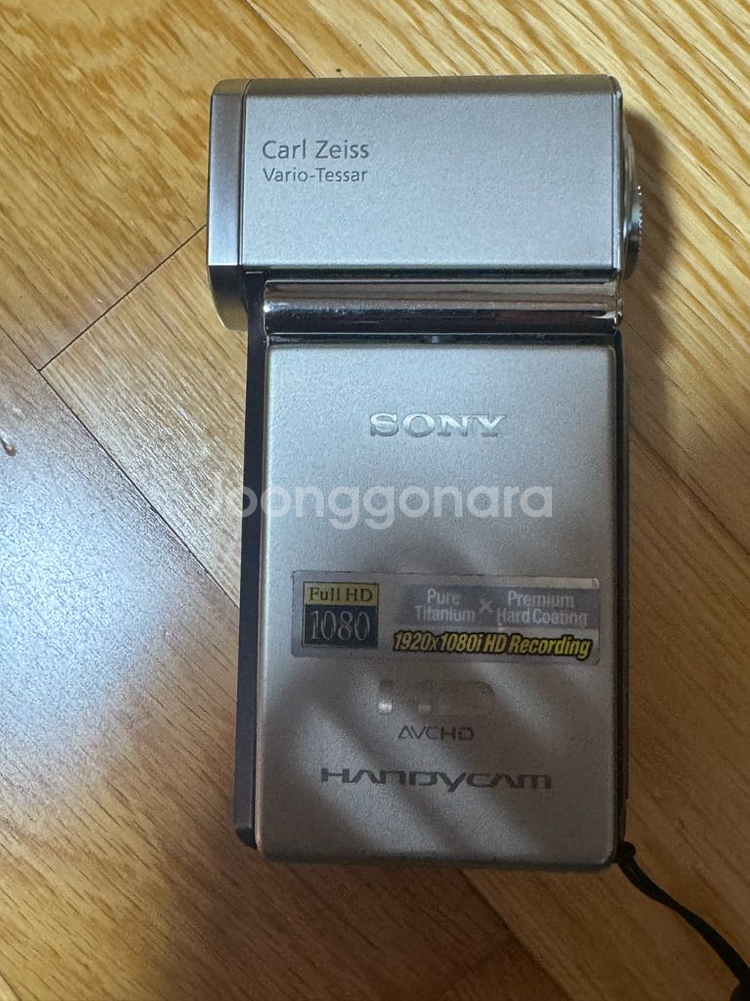 Carl Zeiss
Vario-Tessar
SONY
Joonggonara
Full HD
1080
Pure
Titanium
×
Premium
Hard Coating
1920x1080i HD Recording
HD
AVCHD
HANDYCAM